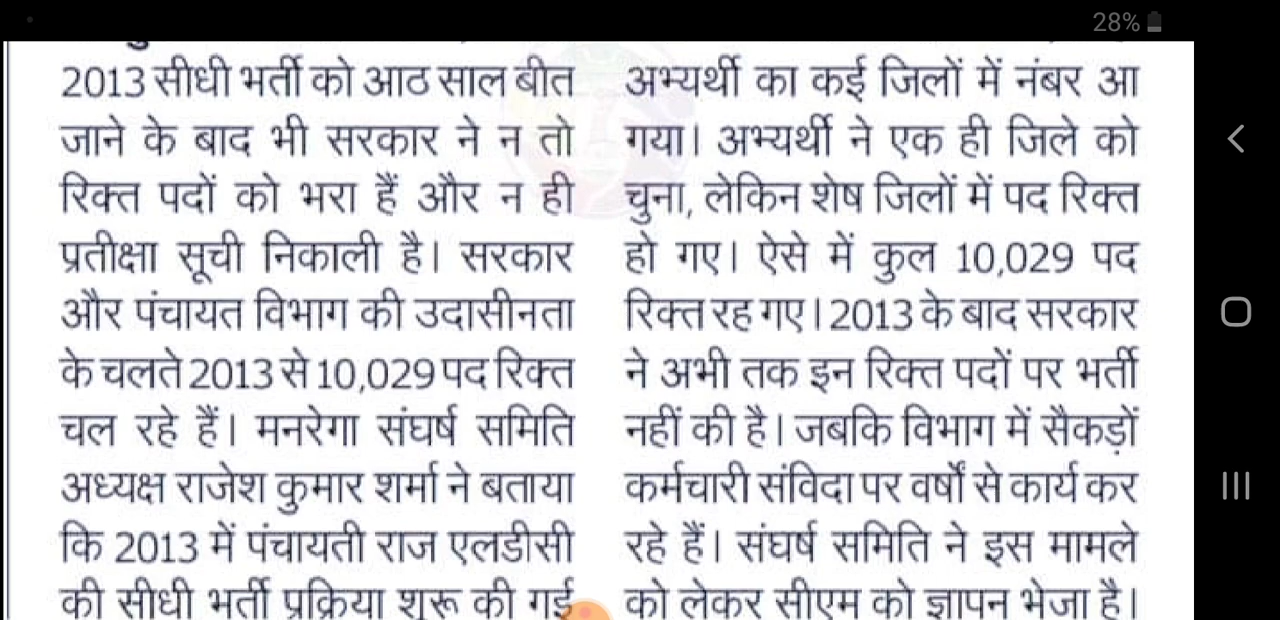 28%
2013 सीधी भर्ती को आठ साल बीत
जाने के बाद भी सरकार ने न तो
रिक्त पदों को भरा हैं और न ही
प्रतीक्षा सूची निकाली है। सरकार
और पंचायत विभाग की उदासीनता
के चलते 2013 से 10,029 पद रिक्त
चल रहे हैं। मनरेगा संघर्ष समिति
अध्यक्ष राजेश कुमार शर्मा ने बताया
कि 2013 में पंचायती राज एलडीसी
की सीधी भर्ती प्रक्रिया शुरू की गई
अभ्यर्थी का कई जिलों में नंबर आ
गया। अभ्यर्थी ने एक ही जिले को
चुना, लेकिन शेष जिलों में पद रिक्त
हो गए। ऐसे में कुल 10,029 पद
रिक्त रह गए। 2013 के बाद सरकार
ने अभी तक इन रिक्त पदों पर भर्ती
नहीं की है। जबकि विभाग में सैकड़ों
कर्मचारी संविदा पर वर्षों से कार्य कर
रहे हैं। संघर्ष समिति ने इस मामले
को लेकर सीएम को ज्ञापन भेजा है।